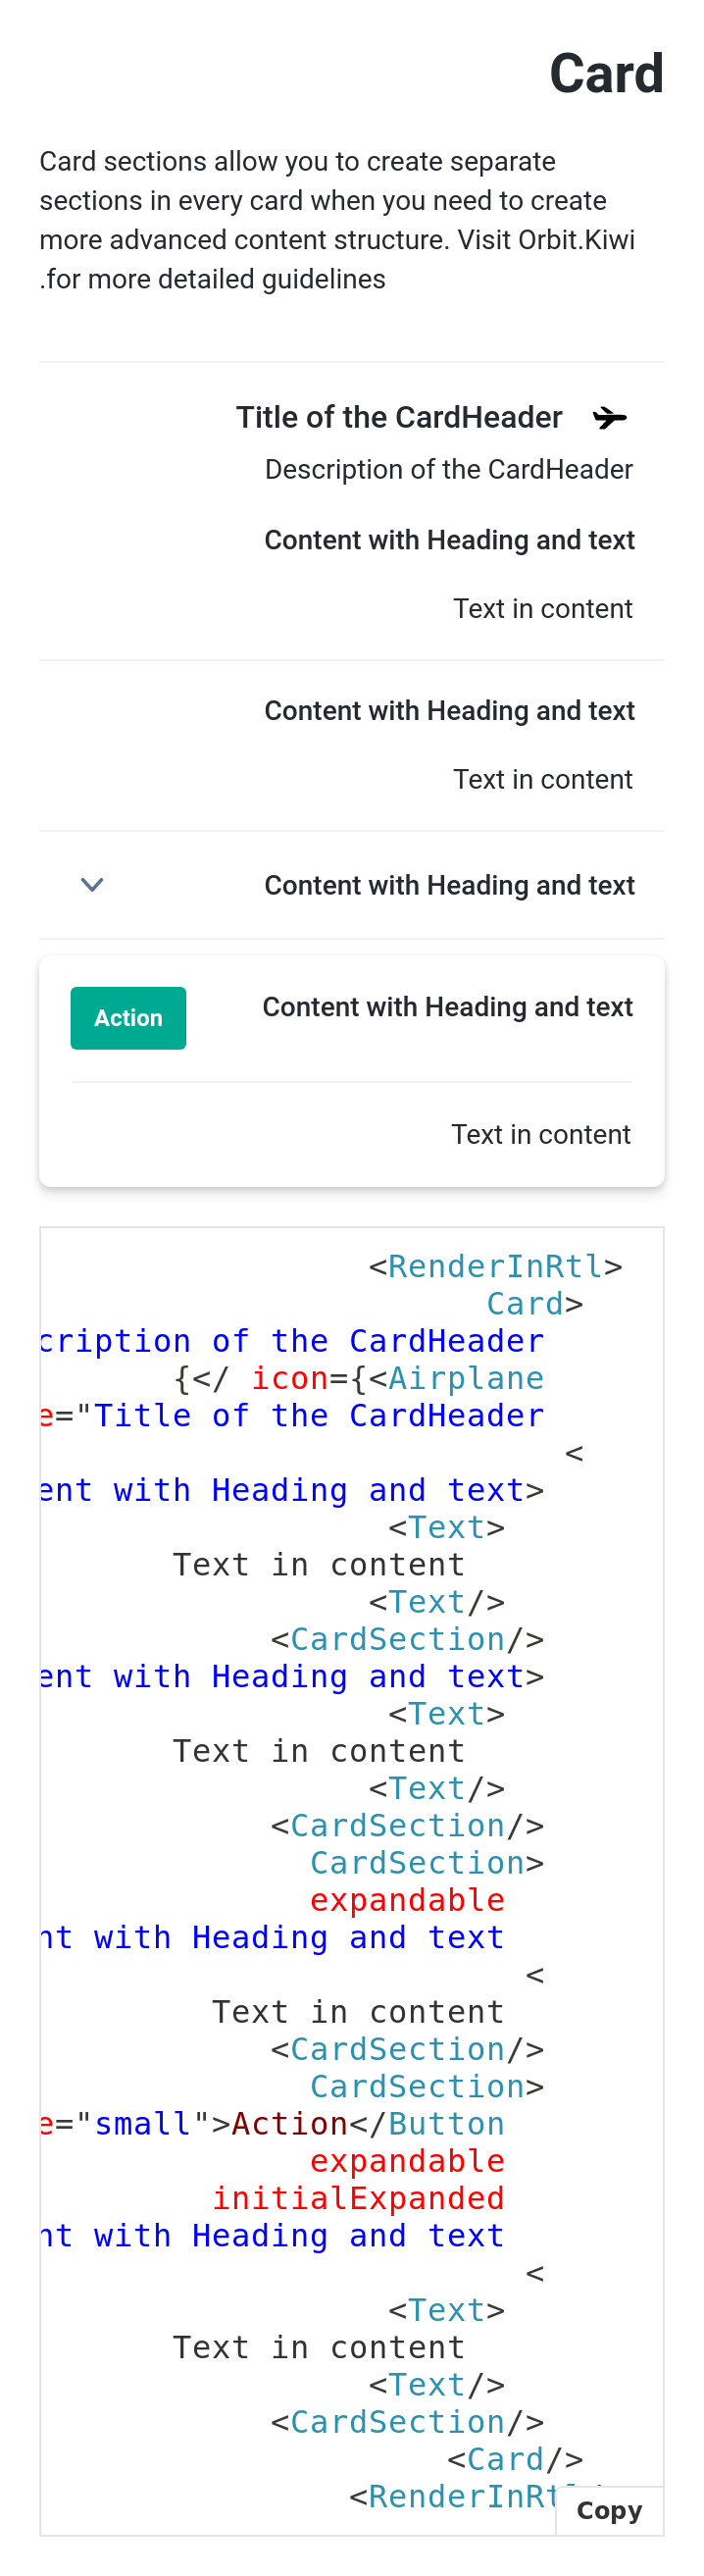 Card
Card sections allow you to create separate
sections in every card when you need to create
more advanced content structure. Visit Orbit.Kiwi
.for more detailed guidelines
Title of the CardHeader
Description of the CardHeader
Content with Heading and text
Text in content
Content with Heading and text
Text in content
Content with Heading and text
Action
Content with Heading and text
Text in content
<RenderInRtl>
Card>
cription of the CardHeader
{</ icon={<Airplane
e="Title of the CardHeader
<
ent with Heading and text>
<Text>
Text in content
<Text/>
<CardSection/>
ent with Heading and text>
<Text>
Text in content
<Text/>
<CardSection/>
CardSection>
expandable
nt with Heading and text
<
Text in content
<CardSection/>
CardSection>
e="small">Action</Button
expandable
initialExpanded
nt with Heading and text
<
<Text>
Text in content
<Text/>
<CardSection/>
<Card/>
<RenderInRt
Copy